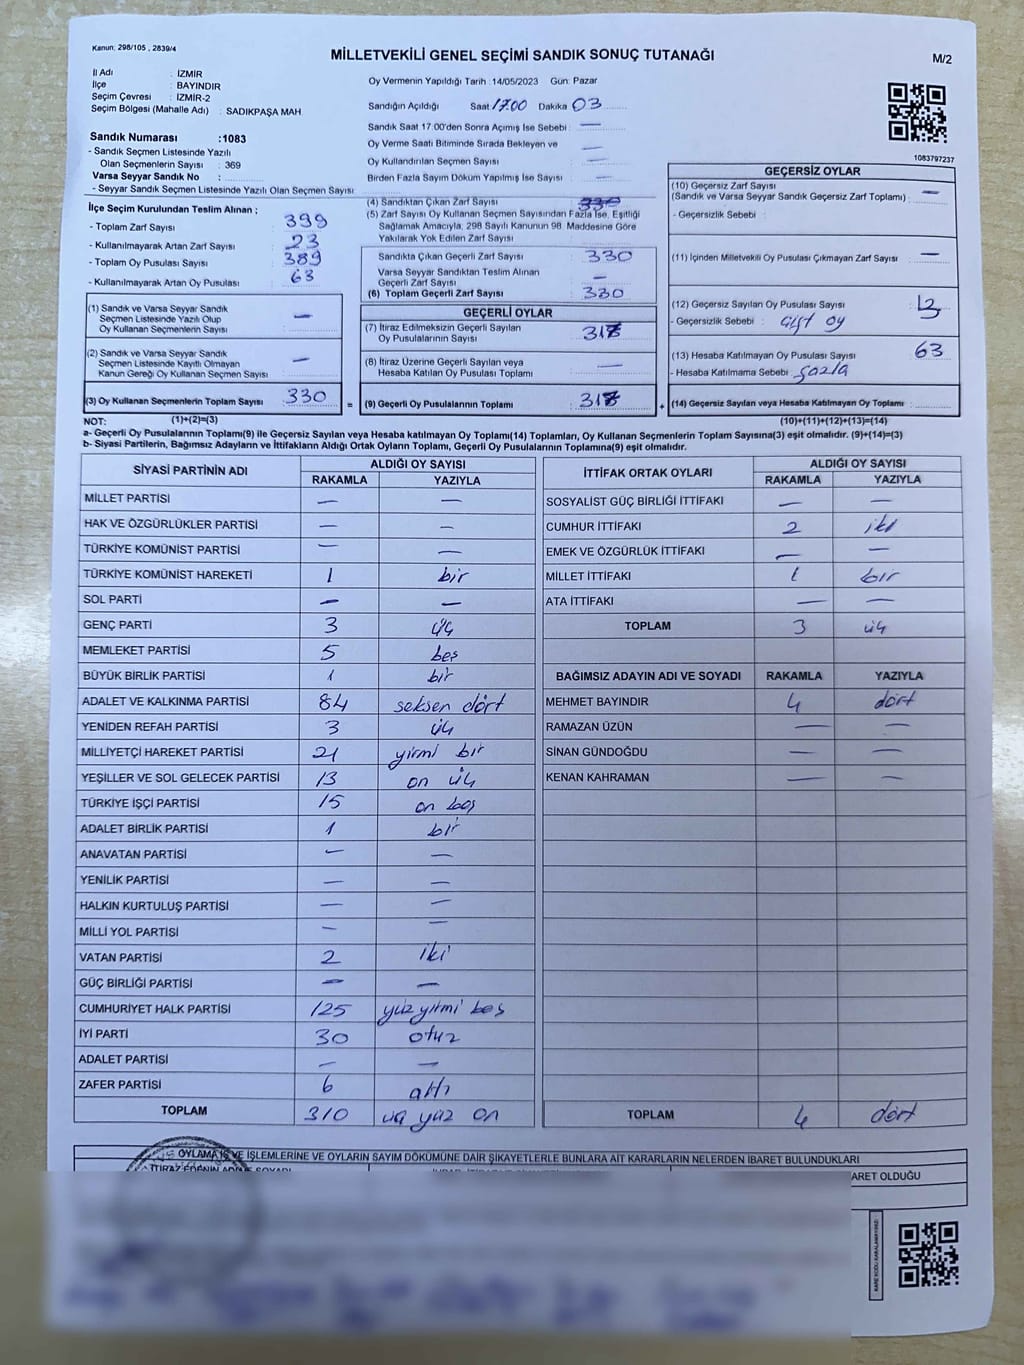 Kanun; 298/105 , 2839/4
MİLLETVEKİLİ GENEL SEÇİMİ SANDIK SONUÇ TUTANAĞI
M/2
İl Adı : İZMİR
İlçe : BAYINDIR
Seçim Çevresi : İZMİR-2
Seçim Bölgesi (Mahalle Adı) : SADIKPAŞA MAH
Oy Vermenin Yapıldığı Tarih : 14/05/2023 Gün: Pazar
Sandığın Açıldığı Saat 17.00 Dakika 03
Sandık Saat 17:00'den Sonra Açımış İse Sebebi : —
Oy Verme Saati Bitiminde Sırada Bekleyen ve —
Oy Kullandırılan Seçmen Sayısı —
Birden Fazla Sayım Döküm Yapılmış İse Sayısı —
1083797237
Sandık Numarası :1083
- Sandık Seçmen Listesinde Yazılı
Olan Seçmenlerin Sayısı : 369
Varsa Seyyar Sandık No :
- Seyyar Sandık Seçmen Listesinde Yazılı Olan Seçmen Sayısı :
İlçe Seçim Kurulundan Teslim Alınan ;
- Toplam Zarf Sayısı : 399
- Kullanılmayarak Artan Zarf Sayısı : 23
- Toplam Oy Pusulası Sayısı : 389
- Kullanılmayarak Artan Oy Pusulası : 63
(1) Sandık ve Varsa Seyyar Sandık
Seçmen Listesinde Yazılı Olup
Oy Kullanan Seçmenlerin Sayısı : —
(2) Sandık ve Varsa Seyyar Sandık
Seçmen Listesinde Kayıtlı Olmayan
Kanun Gereği Oy Kullanan Seçmen Sayısı : —
(3) Oy Kullanan Seçmenlerin Toplam Sayısı : 330 =
(1)+(2)=(3)
(4) Sandıktan Çıkan Zarf Sayısı : 330
(5) Zarf Sayısı Oy Kullanan Seçmen Sayısından Fazla İse, Eşitliği
Sağlamak Amacıyla, 298 Sayılı Kanunun 98. Maddesine Göre
Yakılarak Yok Edilen Zarf Sayısı :
Sandıkta Çıkan Geçerli Zarf Sayısı : 330
Varsa Seyyar Sandıktan Teslim Alınan
Geçerli Zarf Sayısı : —
(6) Toplam Geçerli Zarf Sayısı : 330
GEÇERLİ OYLAR
(7) İtiraz Edilmeksizin Geçerli Sayılan
Oy Pusulalarının Sayısı :
(8) İtiraz Üzerine Geçerli Sayılan veya
Hesaba Katılan Oy Pusulası Toplamı : —
(9) Geçerli Oy Pusulalarının Toplamı : +
GEÇERSİZ OYLAR
(10) Geçersiz Zarf Sayısı : —
(Sandık ve Varsa Seyyar Sandık Geçersiz Zarf Toplamı)
- Geçersizlik Sebebi :
(11) İçinden Milletvekili Oy Pusulası Çıkmayan Zarf Sayısı : —
(12) Geçersiz Sayılan Oy Pusulası Sayısı :
- Geçersizlik Sebebi : çift oy
(13) Hesaba Katılmayan Oy Pusulası Sayısı : 63
- Hesaba Katılmama Sebebi : fazla
(14) Geçersiz Sayılan veya Hesaba Katılmayan Oy Toplamı :
(10)+(11)+(12)+(13)=(14)
NOT:
a- Geçerli Oy Pusulalarının Toplamı(9) ile Geçersiz Sayılan veya Hesaba katılmayan Oy Toplamı(14) Toplamları, Oy Kullanan Seçmenlerin Toplam Sayısına(3) eşit olmalıdır. (9)+(14)=(3)
b- Siyasi Partilerin, Bağımsız Adayların ve İttifakların Aldığı Ortak Oyların Toplamı, Geçerli Oy Pusulalarının Toplamına(9) eşit olmalıdır.
SİYASİ PARTİNİN ADI ALDIĞI OY SAYISI
RAKAMLA YAZIYLA
MİLLET PARTİSİ — —
HAK VE ÖZGÜRLÜKLER PARTİSİ — —
TÜRKİYE KOMÜNİST PARTİSİ — —
TÜRKİYE KOMÜNİST HAREKETİ 1 bir
SOL PARTİ — —
GENÇ PARTİ 3 üç
MEMLEKET PARTİSİ 5 beş
BÜYÜK BİRLİK PARTİSİ 1 bir
ADALET VE KALKINMA PARTİSİ 84 seksen dört
YENİDEN REFAH PARTİSİ 3 üç
MİLLİYETÇİ HAREKET PARTİSİ 21 yirmi bir
YEŞİLLER VE SOL GELECEK PARTİSİ 13 on üç
TÜRKİYE İŞÇİ PARTİSİ 15 on beş
ADALET BİRLİK PARTİSİ 1 bir
ANAVATAN PARTİSİ — —
YENİLİK PARTİSİ — —
HALKIN KURTULUŞ PARTİSİ — —
MİLLİ YOL PARTİSİ — —
VATAN PARTİSİ 2 iki
GÜÇ BİRLİĞİ PARTİSİ — —
CUMHURİYET HALK PARTİSİ 125 yüz yirmi beş
İYİ PARTİ 30 otuz
ADALET PARTİSİ — —
ZAFER PARTİSİ 6 altı
TOPLAM 310 üç yüz on
İTTİFAK ORTAK OYLARI ALDIĞI OY SAYISI
RAKAMLA YAZIYLA
SOSYALİST GÜÇ BİRLİĞİ İTTİFAKI — —
CUMHUR İTTİFAKI 2 iki
EMEK VE ÖZGÜRLÜK İTTİFAKI — —
MİLLET İTTİFAKI 1 bir
ATA İTTİFAKI — —
TOPLAM 3 üç
BAĞIMSIZ ADAYIN ADI VE SOYADI RAKAMLA YAZIYLA
MEHMET BAYINDIR 4 dört
RAMAZAN ÜZÜN — —
SİNAN GÜNDOĞDU — —
KENAN KAHRAMAN — —
TOPLAM 4 dört
OYLAMA İŞ VE İŞLEMLERİNE VE OYLARIN SAYIM DÖKÜMÜNE DAİR ŞİKAYETLERLE BUNLARA AİT KARARLARIN NELERDEN İBARET BULUNDUKLARI
ARET OLDUĞU